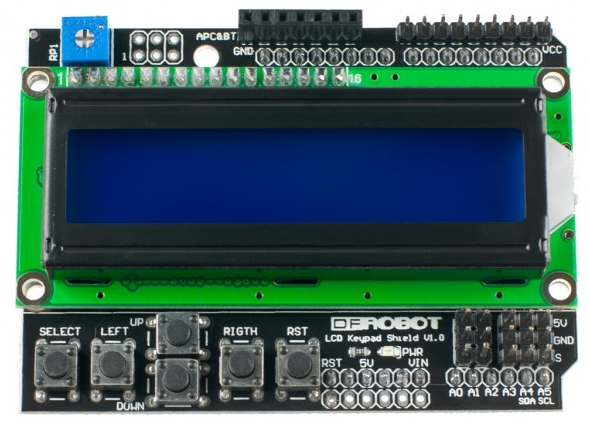 RP1
1
APC&BT
GND
VCC
1
16
SELECT
LEFT
UP
DOWN
RIGTH
RST
DFROBOT
LCD Keypad Shield V1.0
PWR
RST
5V
VIN
5V
GND
S
A0 A1 A2 A3 A4 A5
SDA SCL